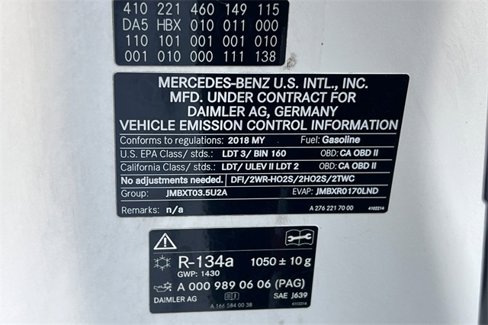 410 221 460 149 115
DA5 HBX 010 011 000
110 101 001 001 010
001 010 000 111 138
MERCEDES-BENZ U.S. INTL., INC.
MFD. UNDER CONTRACT FOR
DAIMLER AG, GERMANY
VEHICLE EMISSION CONTROL INFORMATION
Conforms to regulations: 2018 MY Fuel: Gasoline
U.S. EPA Class/ stds.: LDT 3/ BIN 160 OBD: CA OBD II
California Class/ stds.: LDT/ ULEV II LDT 2 OBD: CA OBD II
No adjustments needed. DFI/2WR-HO2S/2HO2S/2TWC
Group: JMBXT03.5U2A EVAP: JMBXR0170LND
Remarks: n/a A 276 221 70 00
R-134a 1050 ± 10 g
GWP: 1430
A 000 989 06 06 (PAG)
DAIMLER AG SAE J639
A 166 584 00 38